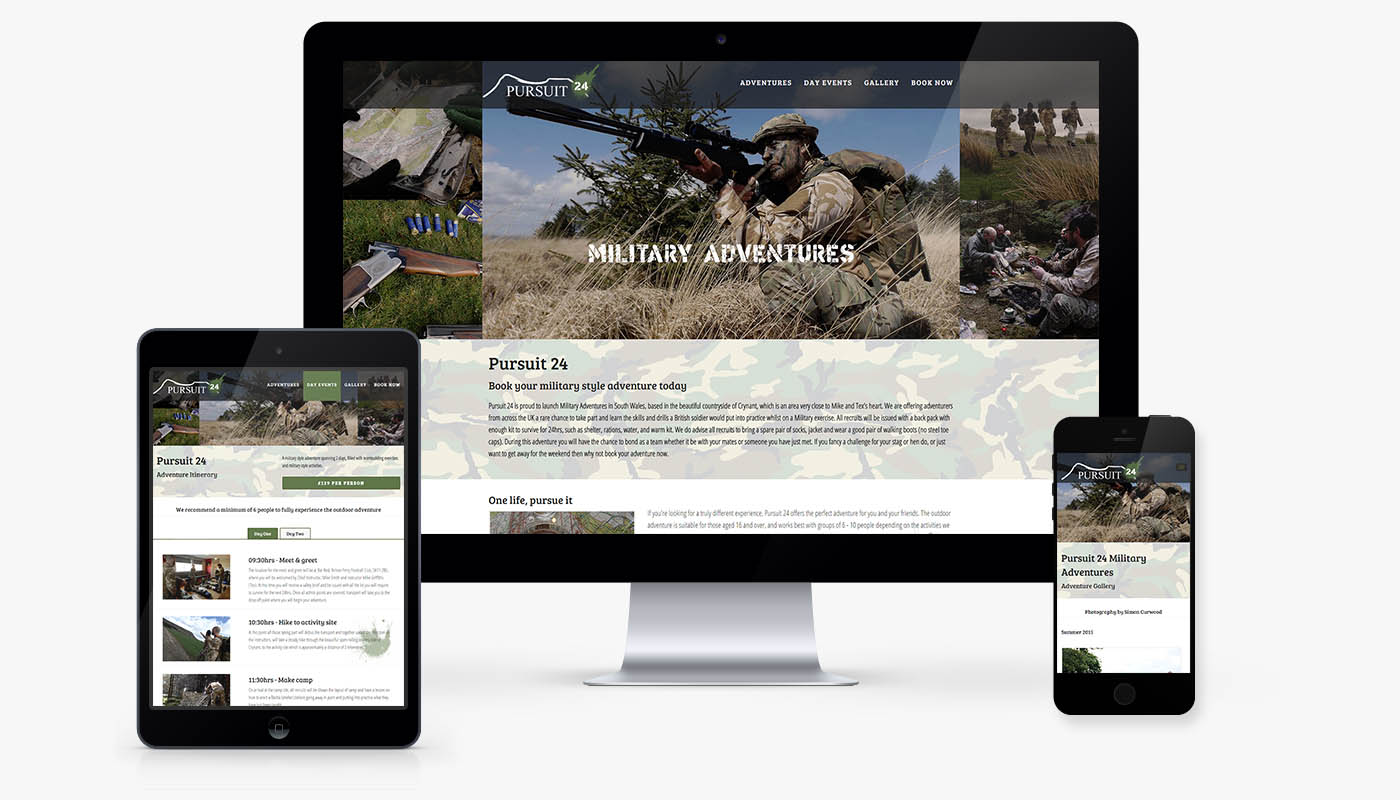 PURSUIT 24
ADVENTURES DAY EVENTS GALLERY BOOK NOW
MILITARY ADVENTURES
Pursuit 24
Book your military style adventure today
Pursuit 24 is proud to launch Military Adventures in South Wales, based in the beautiful countryside of Crynant, which is an area very close to Mike and Tex's heart. We are offering adventurers
from across the UK a rare chance to take part and learn the skills and drills a British soldier would put into practice whilst on a Military exercise. All recruits will be issued with a back pack with
enough kit to survive for 24hrs, such as shelter, rations, water, and warm kit. We do advise all recruits to bring a spare pair of socks, jacket and wear a good pair of walking boots (no steel toe
caps). During this adventure you will have the chance to bond as a team whether it be with your mates or someone you have just met. If you fancy a challenge for your stag or hen do, or just
want to get away for the weekend then why not book your adventure now.
One life, pursue it
If you're looking for a truly different experience, Pursuit 24 offers the perfect adventure for you and your friends. The outdoor
adventure is suitable for those aged 16 and over, and works best with groups of 6 - 10 people depending on the activities we
PURSUIT 24
ADVENTURES DAY EVENTS GALLERY BOOK NOW
Pursuit 24
Adventure Itinerary
A military style adventure spanning 2 days, filled with teambuilding exercises
and military style activities.
£129 PER PERSON
We recommend a minimum of 6 people to fully experience the outdoor adventure
Day One Day Two
09:30hrs - Meet & greet
10:30hrs - Hike to activity site
11:30hrs - Make camp
PURSUIT 24
Pursuit 24 Military
Adventures
Adventure Gallery
Photography by Simon Curwood
Summer 2015